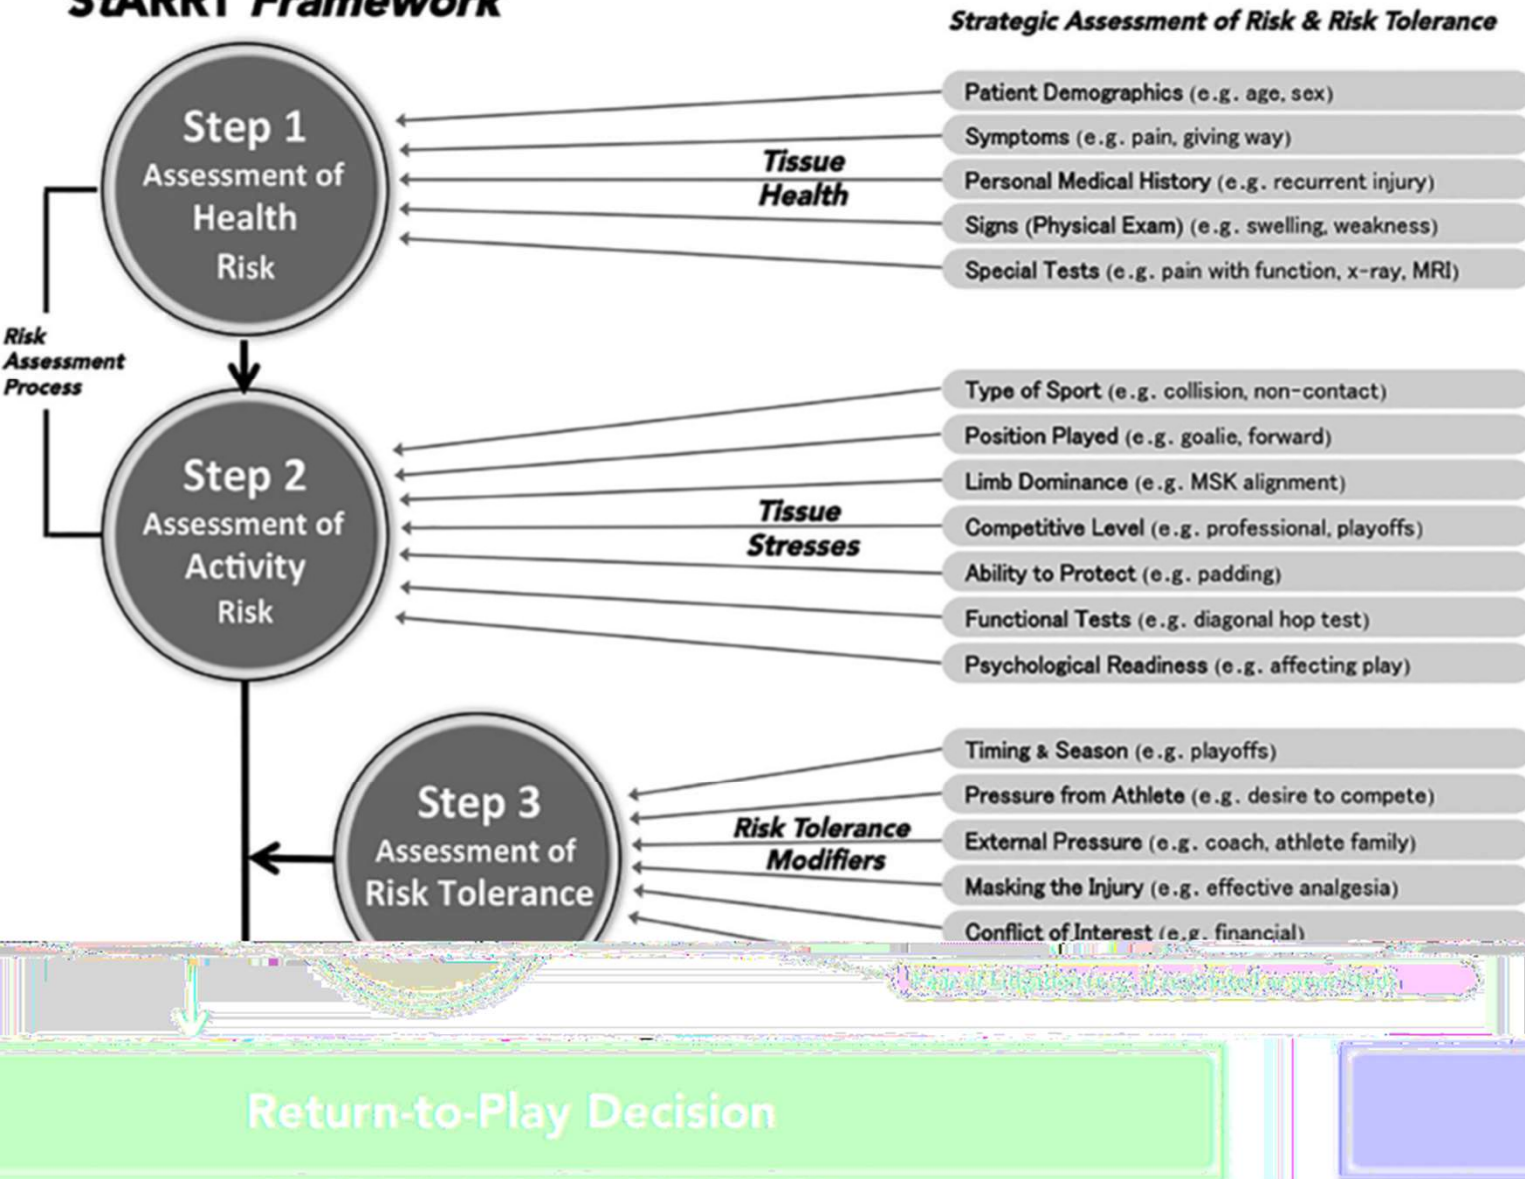 StARRT Framework
Strategic Assessment of Risk & Risk Tolerance
Step 1
Assessment of
Health
Risk
Tissue
Health
Patient Demographics (e.g. age, sex)
Symptoms (e.g. pain, giving way)
Personal Medical History (e.g. recurrent injury)
Signs (Physical Exam) (e.g. swelling, weakness)
Special Tests (e.g. pain with function, x-ray, MRI)
Risk
Assessment
Process
Step 2
Assessment of
Activity
Risk
Tissue
Stresses
Type of Sport (e.g. collision, non-contact)
Position Played (e.g. goalie, forward)
Limb Dominance (e.g. MSK alignment)
Competitive Level (e.g. professional, playoffs)
Ability to Protect (e.g. padding)
Functional Tests (e.g. diagonal hop test)
Psychological Readiness (e.g. affecting play)
Step 3
Assessment of
Risk Tolerance
Risk Tolerance
Modifiers
Timing & Season (e.g. playoffs)
Pressure from Athlete (e.g. desire to compete)
External Pressure (e.g. coach, athlete family)
Masking the Injury (e.g. effective analgesia)
Conflict of Interest (e.g. financial)
Fear of Litigation (e.g. if restricted or
Return-to-Play Decision